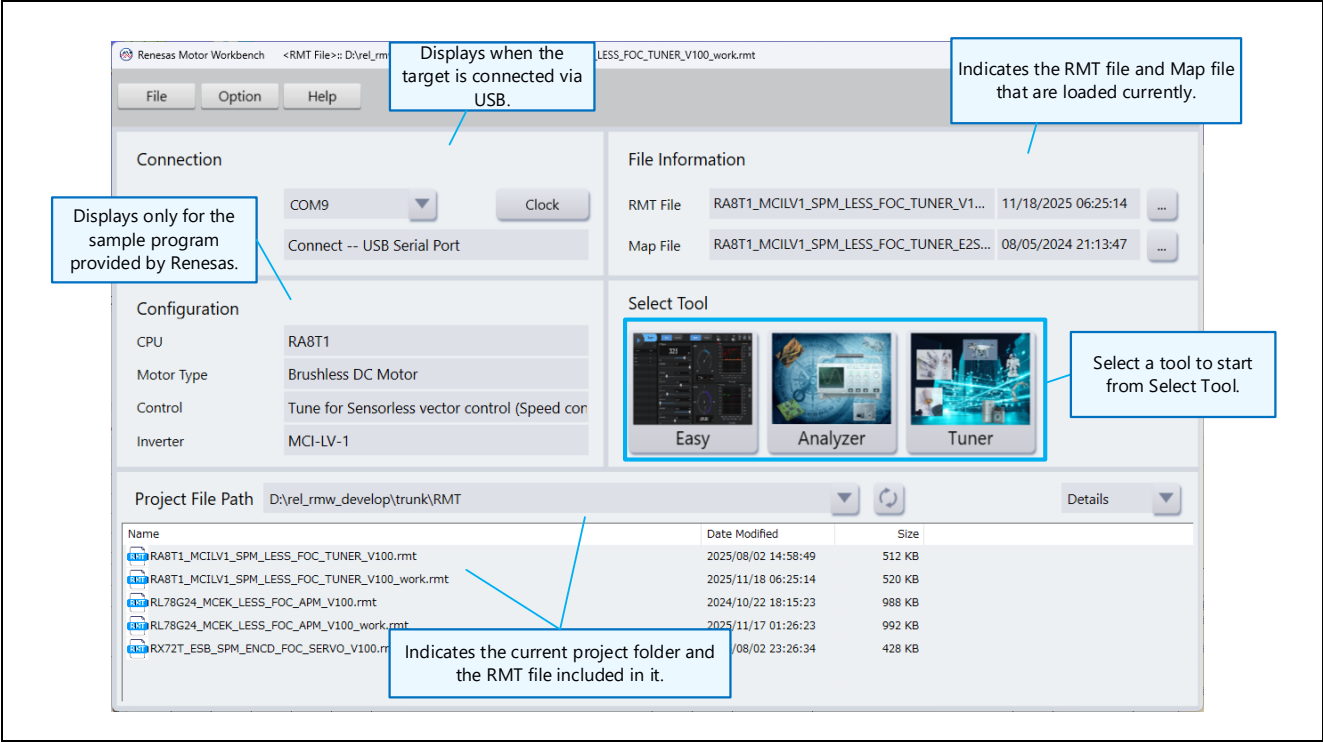 Renesas Motor Workbench <RMT File>:: D:\rel_rm
LESS_FOC_TUNER_V100_work.rmt
Displays when the
target is connected via
USB.
Indicates the RMT file and Map file
that are loaded currently.
File Option Help
Connection
COM9 Clock
Connect -- USB Serial Port
Displays only for the
sample program
provided by Renesas.
File Information
RMT File RA8T1_MCILV1_SPM_LESS_FOC_TUNER_V1... 11/18/2025 06:25:14 ...
Map File RA8T1_MCILV1_SPM_LESS_FOC_TUNER_E2S... 08/05/2024 21:13:47 ...
Configuration
CPU RA8T1
Motor Type Brushless DC Motor
Control Tune for Sensorless vector control (Speed con
Inverter MCI-LV-1
Select Tool
Easy Analyzer Tuner
Select a tool to start
from Select Tool.
Project File Path D:\rel_rmw_develop\trunk\RMT Details
Name Date Modified Size
RA8T1_MCILV1_SPM_LESS_FOC_TUNER_V100.rmt 2025/08/02 14:58:49 512 KB
RA8T1_MCILV1_SPM_LESS_FOC_TUNER_V100_work.rmt 2025/11/18 06:25:14 520 KB
RL78G24_MCEK_LESS_FOC_APM_V100.rmt 2024/10/22 18:15:23 988 KB
RL78G24_MCEK_LESS_FOC_APM_V100_work.rmt 2025/11/17 01:26:23 992 KB
RX72T_ESB_SPM_ENCD_FOC_SERVO_V100.r /08/02 23:26:34 428 KB
Indicates the current project folder and
the RMT file included in it.